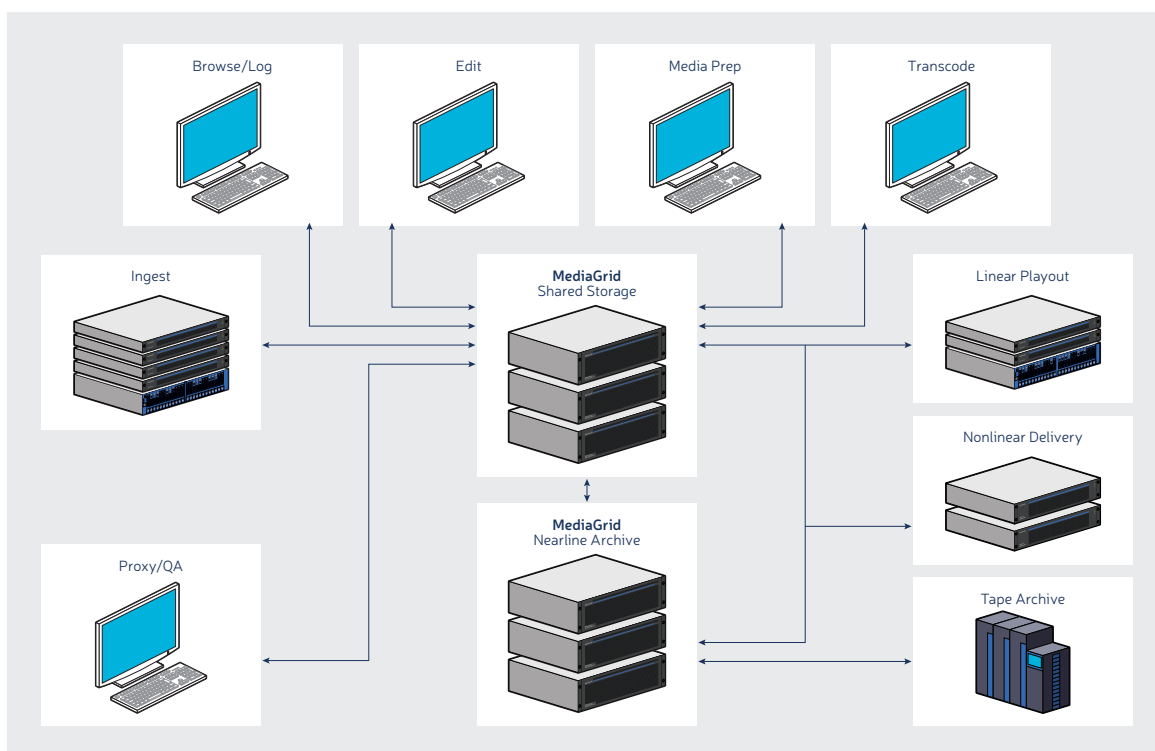 Browse/Log
Edit
Media Prep
Transcode
Ingest
MediaGrid
Shared Storage
Linear Playout
Nonlinear Delivery
MediaGrid
Nearline Archive
Proxy/QA
Tape Archive